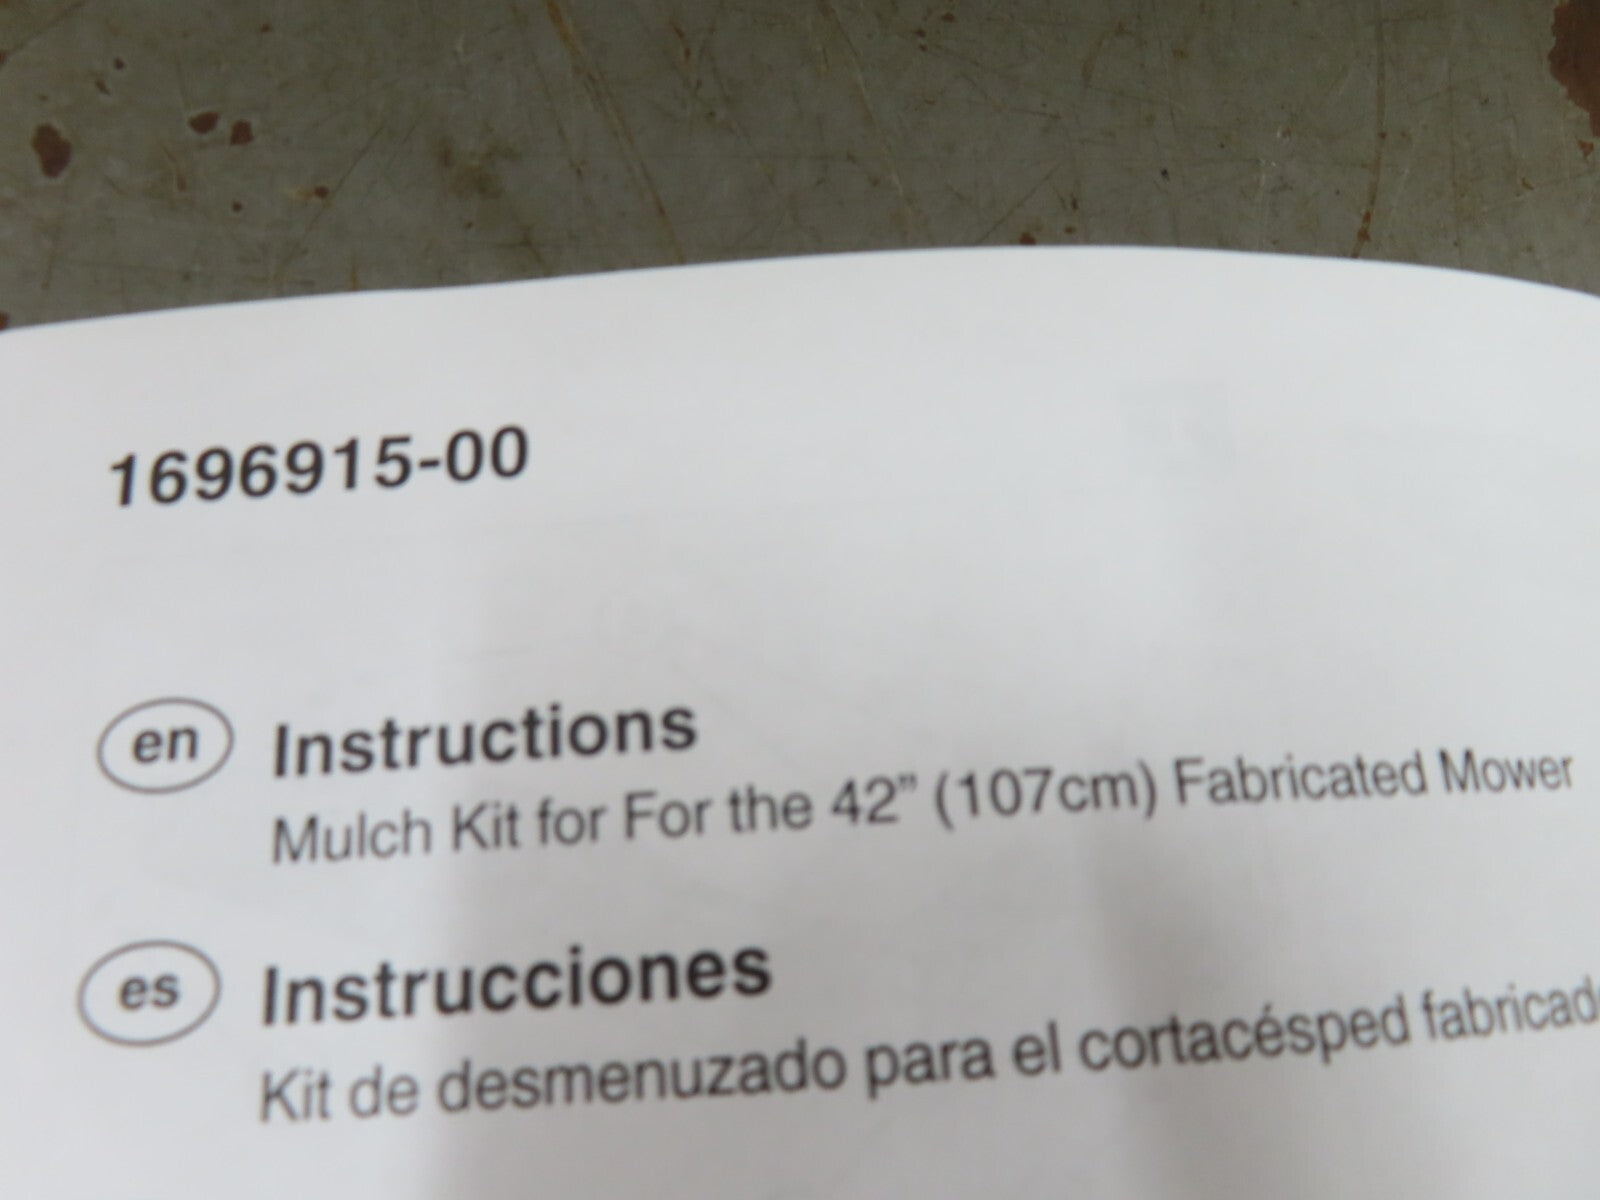 1696915-00
en Instructions
Mulch Kit for For the 42” (107cm) Fabricated Mower
es Instrucciones
Kit de desmenuzado para el cortacésped